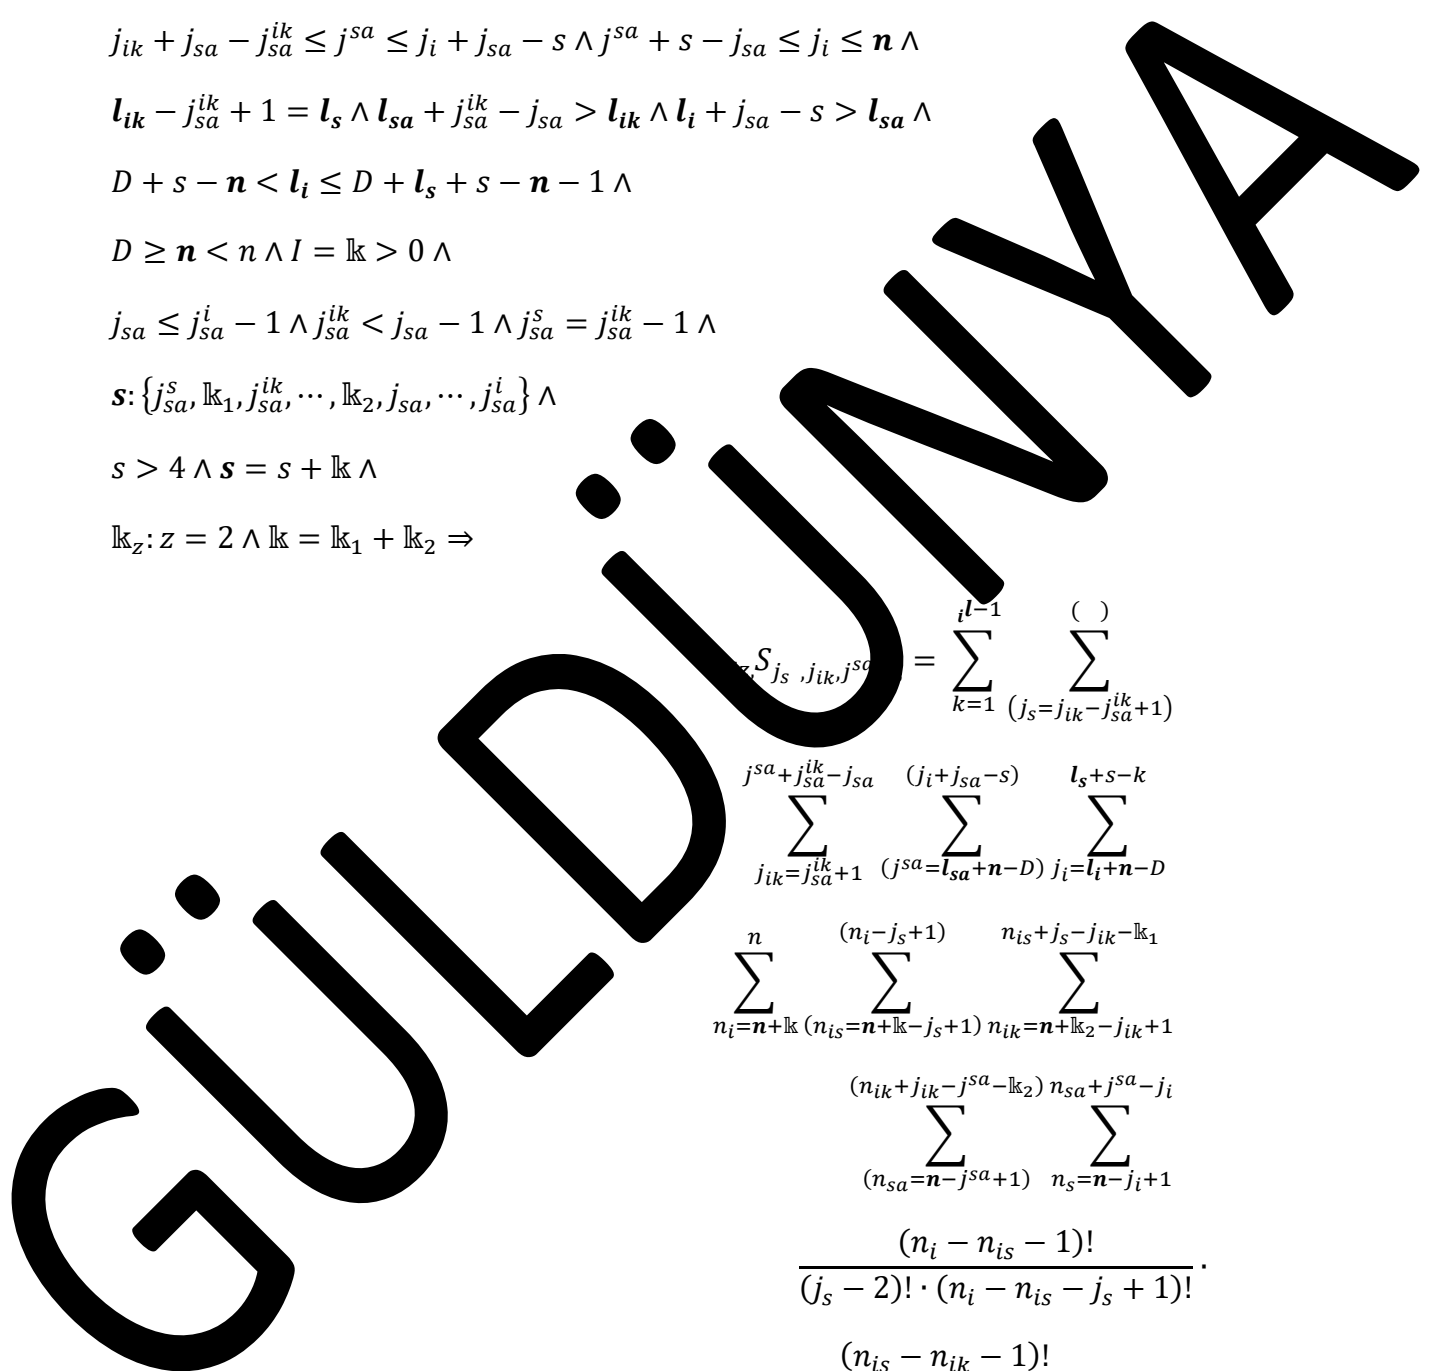 j_{ik} + j_{sa} − j_{sa}^{ik} ≤ j^{sa} ≤ j_i + j_{sa} − s ∧ j^{sa} + s − j_{sa} ≤ j_i ≤ n ∧
l_{ik} − j_{sa}^{ik} + 1 = l_s ∧ l_{sa} + j_{sa}^{ik} − j_{sa} > l_{ik} ∧ l_i + j_{sa} − s > l_{sa} ∧
D + s − n < l_i ≤ D + l_s + s − n − 1 ∧
D ≥ n < n ∧ I = 𝕜 > 0 ∧
j_{sa} ≤ j_{sa}^{i} − 1 ∧ j_{sa}^{ik} < j_{sa} − 1 ∧ j_{sa}^{s} = j_{sa}^{ik} − 1 ∧
s: {j_{sa}^{s}, 𝕜_1, j_{sa}^{ik}, ⋯, 𝕜_2, j_{sa}, ⋯, j_{sa}^{i}} ∧
s > 4 ∧ s = s + 𝕜 ∧
𝕜_z: z = 2 ∧ 𝕜 = 𝕜_1 + 𝕜_2 ⇒
S_{j_s, j_{ik}, j^{sa}} = ∑_{k=1}^{_{i}l−1} ∑_{(j_s=j_{ik}−j_{sa}^{ik}+1)}^{( )}
∑_{j_{ik}=j_{sa}^{ik}+1}^{j^{sa}+j_{sa}^{ik}−j_{sa}} ∑_{(j^{sa}=l_{sa}+n−D)}^{(j_i+j_{sa}−s)} ∑_{j_i=l_i+n−D}^{l_s+s−k}
∑_{n_i=n+𝕜}^{n} ∑_{(n_{is}=n+𝕜−j_s+1)}^{(n_i−j_s+1)} ∑_{n_{ik}=n+𝕜_2−j_{ik}+1}^{n_{is}+j_s−j_{ik}−𝕜_1}
∑_{(n_{sa}=n−j^{sa}+1)}^{(n_{ik}+j_{ik}−j^{sa}−𝕜_2)} ∑_{n_s=n−j_i+1}^{n_{sa}+j^{sa}−j_i}
(n_i − n_{is} − 1)!
(j_s − 2)! · (n_i − n_{is} − j_s + 1)! ·
(n_{is} − n_{ik} − 1)!
GÜLDÜNYA